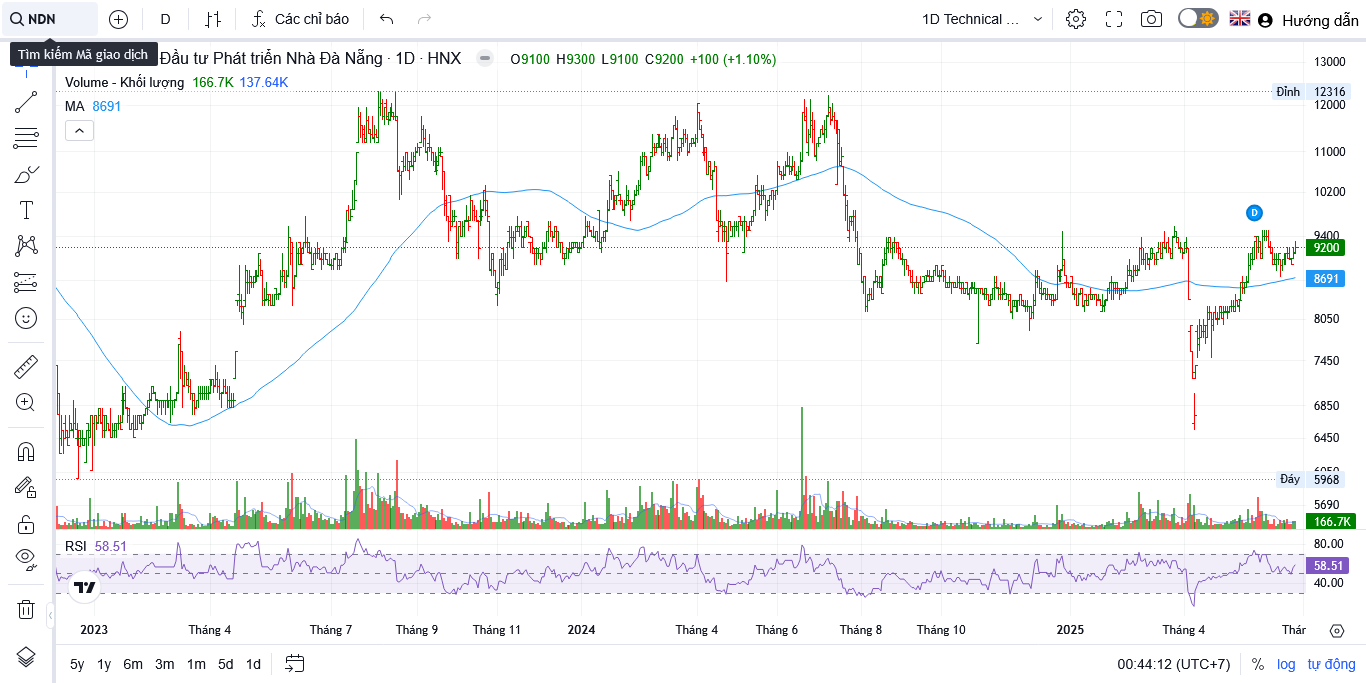 NDN
D
Các chỉ báo
1D Technical ...
Hướng dẫn
Tìm kiếm Mã giao dịch
Đầu tư Phát triển Nhà Đà Nẵng · 1D · HNX
O9100 H9300 L9100 C9200 +100 (+1.10%)
Volume - Khối lượng 166.7K 137.64K
MA 8691
13000
Đỉnh 12316
12000
11000
10200
D
9400
9200
8691
8050
7450
6850
6450
6050
Đáy 5968
5690
166.7K
RSI 58.51
80.00
58.51
40.00
2023 Tháng 4 Tháng 7 Tháng 9 Tháng 11 2024 Tháng 4 Tháng 6 Tháng 8 Tháng 10 2025 Tháng 4 Thár
5y 1y 6m 3m 1m 5d 1d
00:44:12 (UTC+7) % log tự động